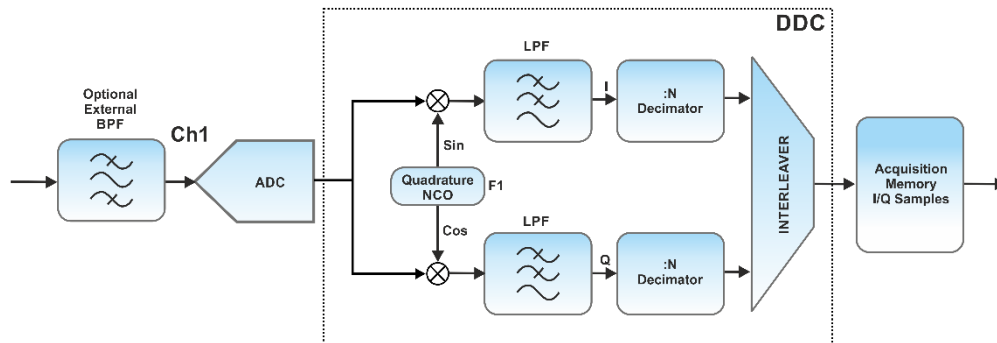 DDC
Optional
External
BPF
Ch1
ADC
LPF
I
:N
Decimator
Sin
Quadrature
NCO
F1
Cos
LPF
Q
:N
Decimator
INTERLEAVER
Acquisition
Memory
I/Q Samples